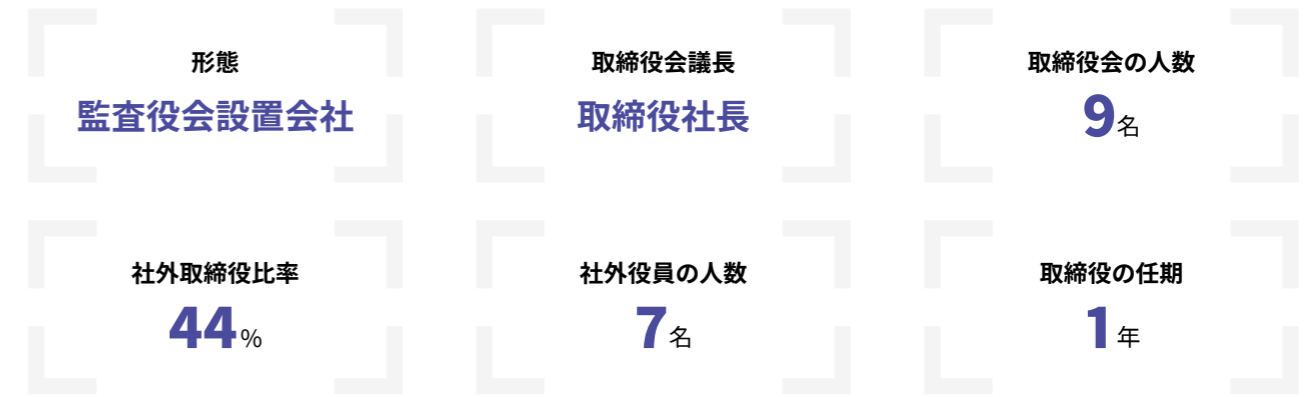 形態
監査役会設置会社
取締役会議長
取締役社長
取締役会の人数
9名
社外取締役比率
44%
社外役員の人数
7名
取締役の任期
1年